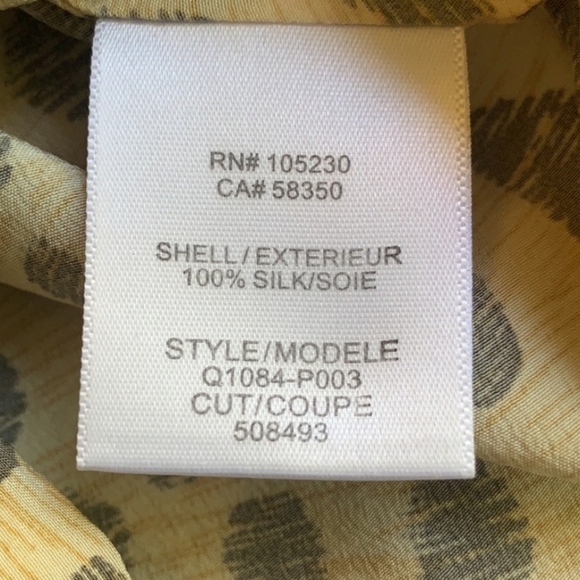 RN# 105230
CA# 58350
SHELL/EXTERIEUR
100% SILK/SOIE
STYLE/MODELE
Q1084-P003
CUT/COUPE
508493